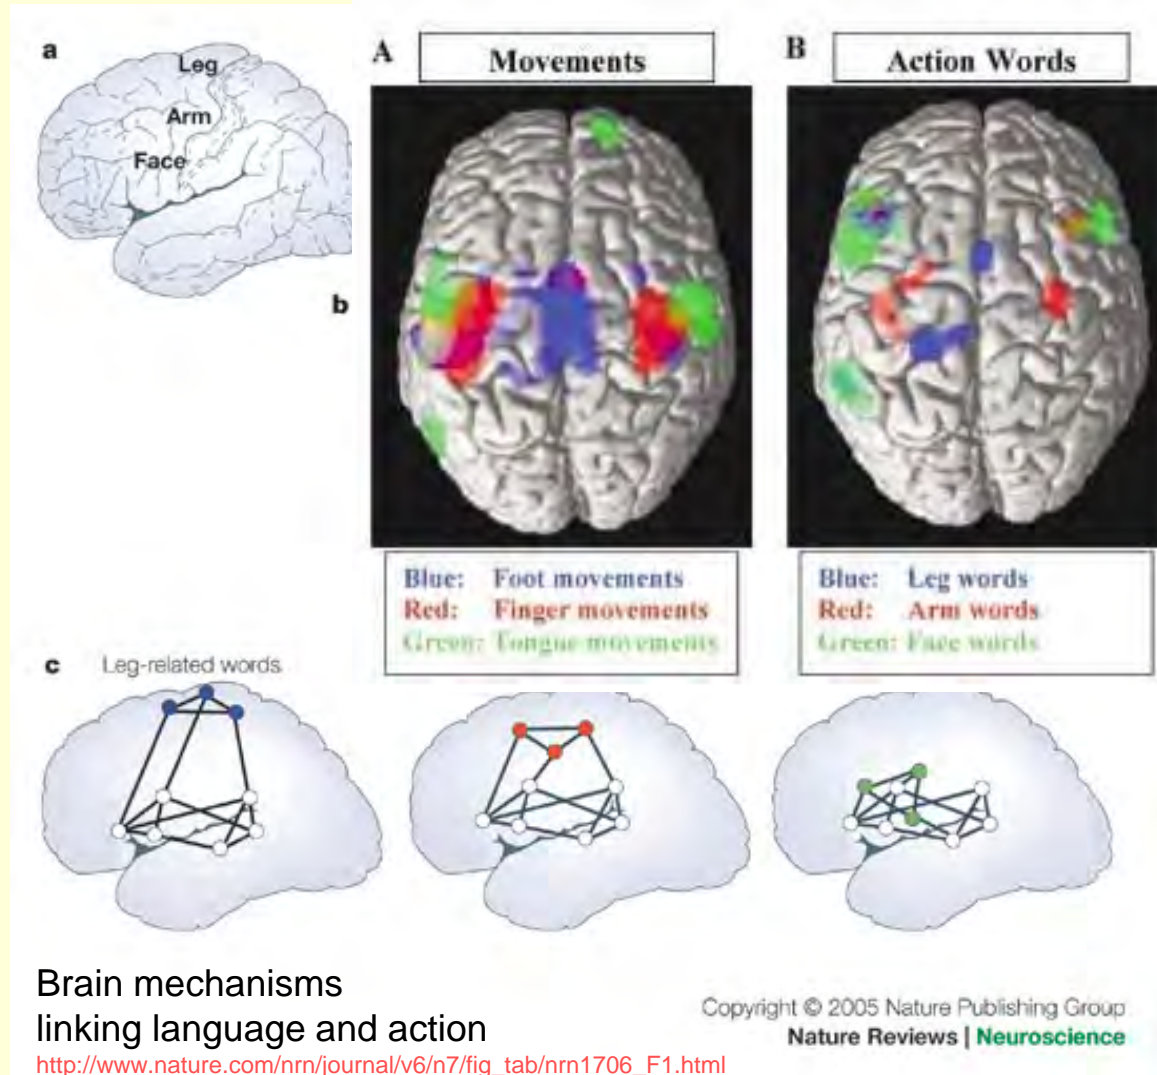 a
Leg
Arm
Face
b
A
Movements
Blue: Foot movements
Red: Finger movements
Green: Tongue movements
B
Action Words
Blue: Leg words
Red: Arm words
Green: Face words
c
Leg-related words
Brain mechanisms
linking language and action
http://www.nature.com/nrn/journal/v6/n7/fig_tab/nrn1706_F1.html
Copyright © 2005 Nature Publishing Group
Nature Reviews | Neuroscience